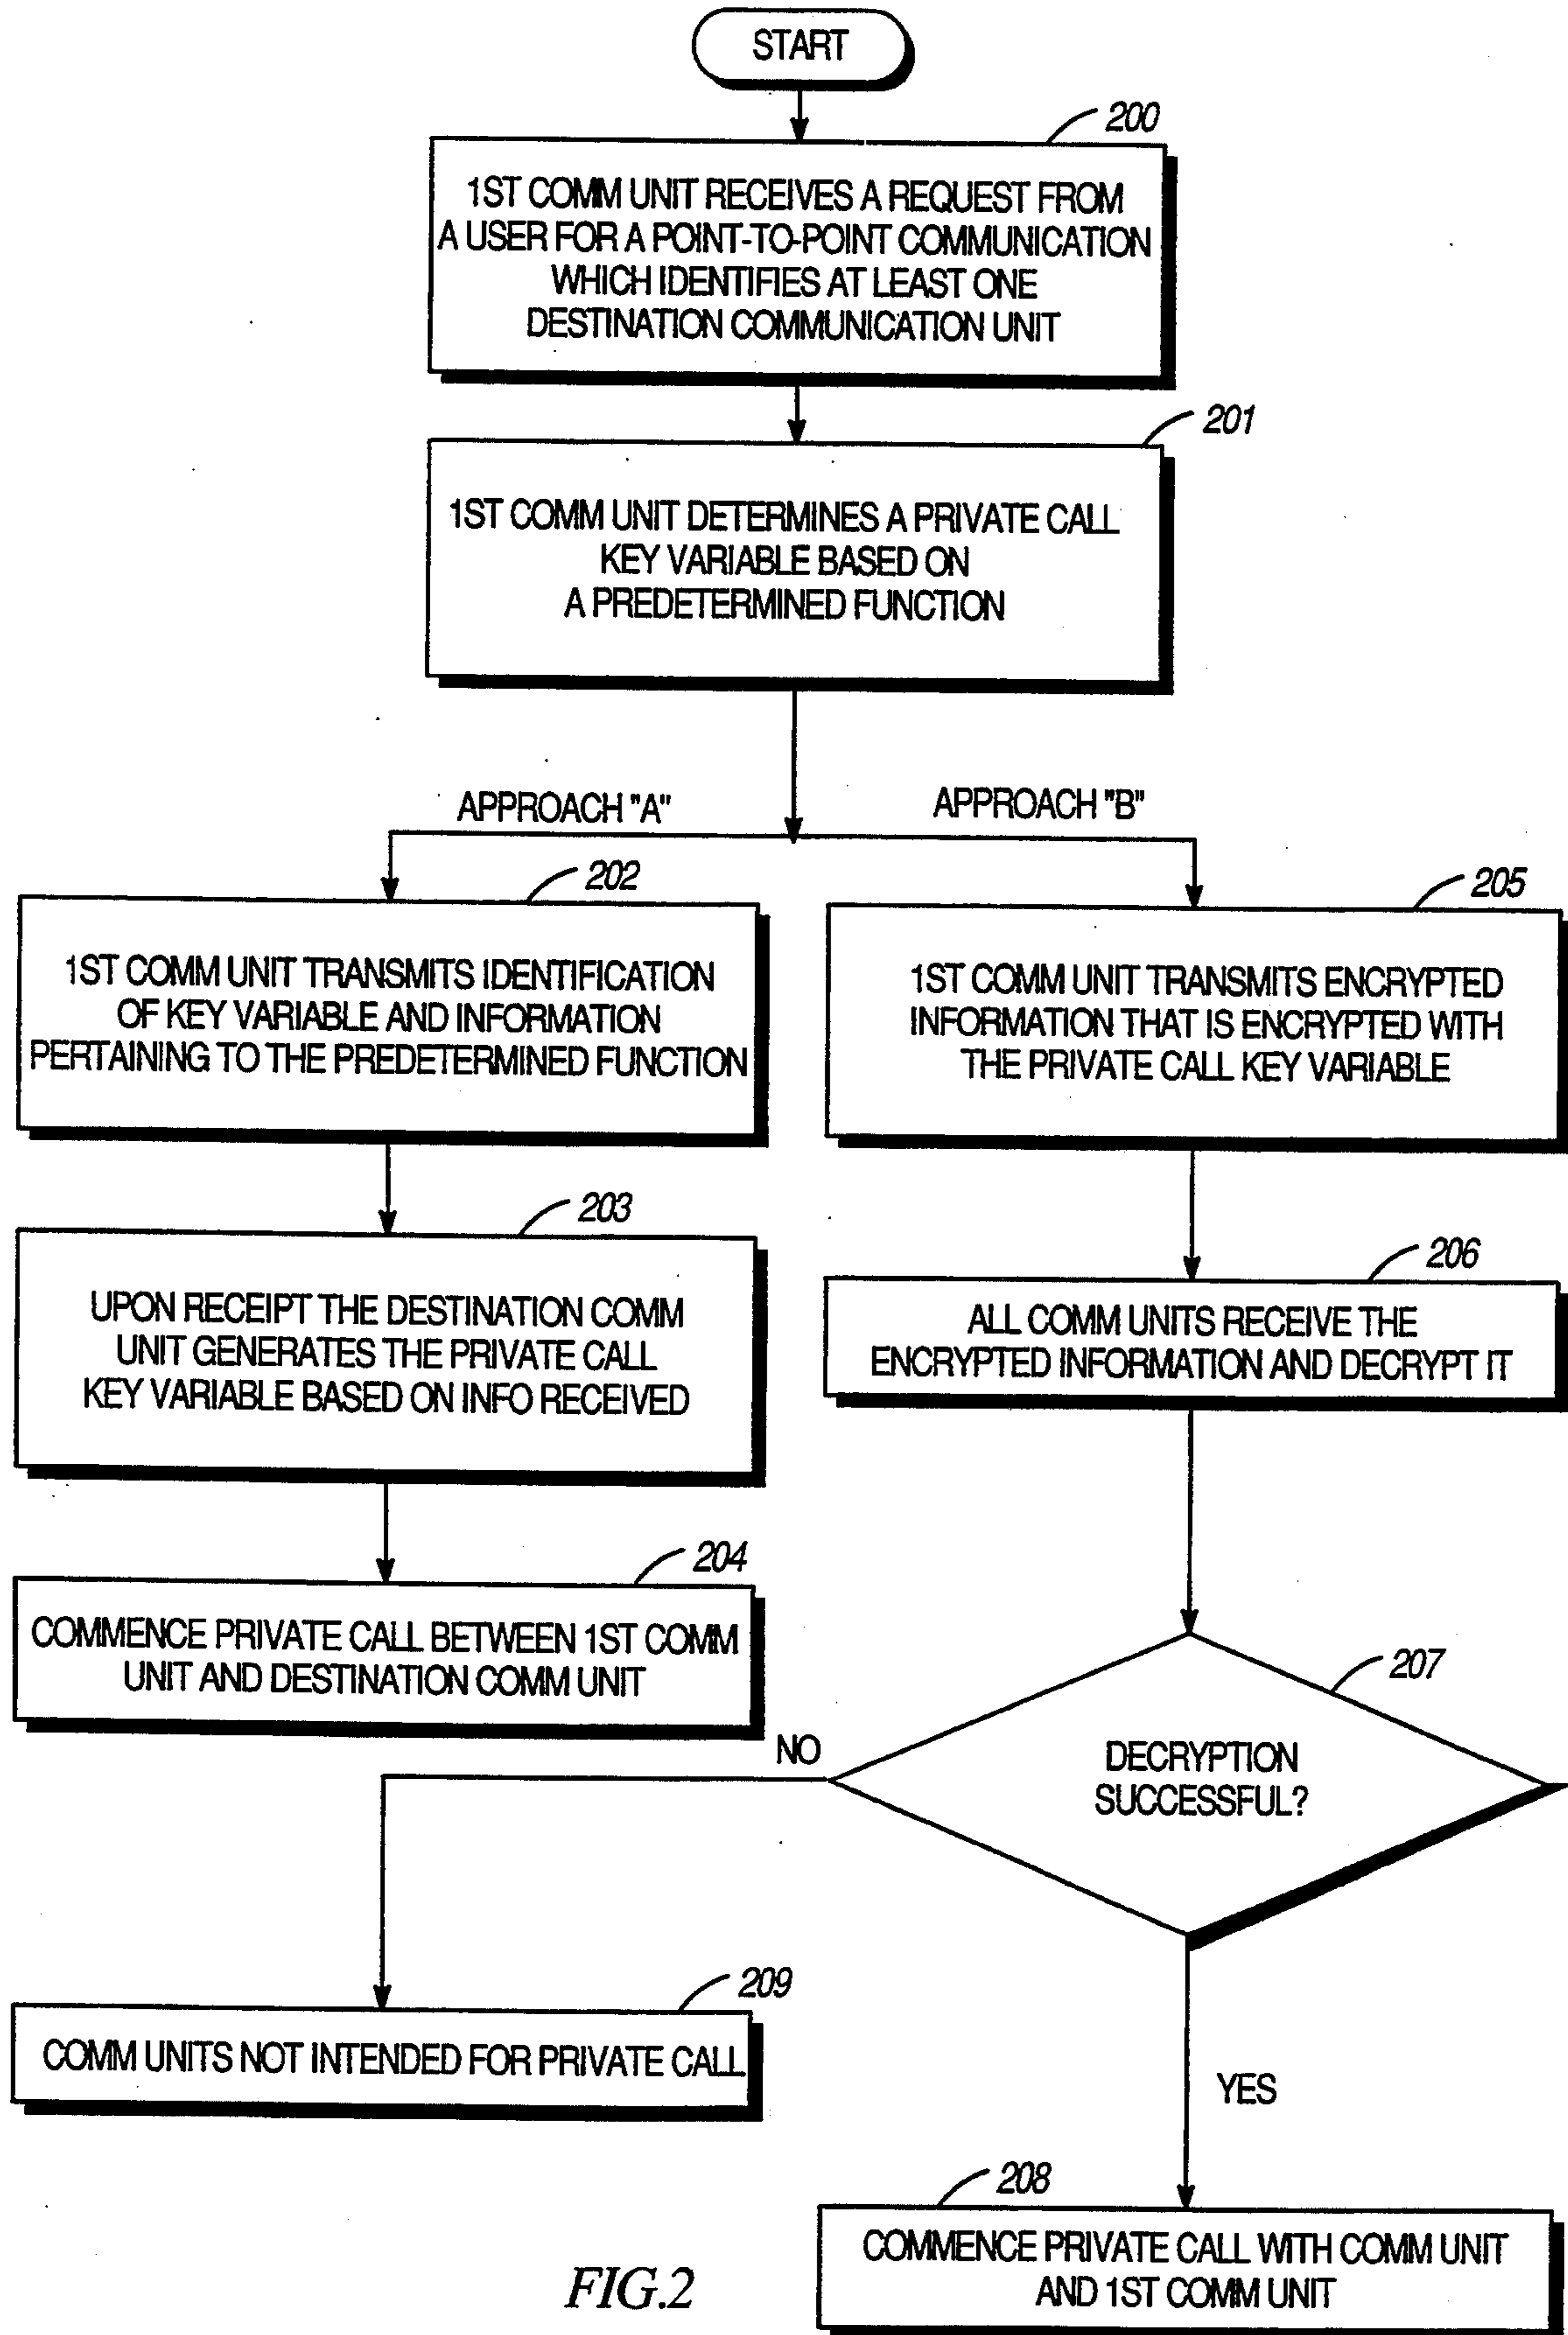 START
200
1ST COMM UNIT RECEIVES A REQUEST FROM
A USER FOR A POINT-TO-POINT COMMUNICATION
WHICH IDENTIFIES AT LEAST ONE
DESTINATION COMMUNICATION UNIT
201
1ST COMM UNIT DETERMINES A PRIVATE CALL
KEY VARIABLE BASED ON
A PREDETERMINED FUNCTION
APPROACH "A"
APPROACH "B"
202
1ST COMM UNIT TRANSMITS IDENTIFICATION
OF KEY VARIABLE AND INFORMATION
PERTAINING TO THE PREDETERMINED FUNCTION
205
1ST COMM UNIT TRANSMITS ENCRYPTED
INFORMATION THAT IS ENCRYPTED WITH
THE PRIVATE CALL KEY VARIABLE
203
UPON RECEIPT THE DESTINATION COMM
UNIT GENERATES THE PRIVATE CALL
KEY VARIABLE BASED ON INFO RECEIVED
206
ALL COMM UNITS RECEIVE THE
ENCRYPTED INFORMATION AND DECRYPT IT
204
COMMENCE PRIVATE CALL BETWEEN 1ST COMM
UNIT AND DESTINATION COMM UNIT
207
DECRYPTION
SUCCESSFUL?
NO
209
COMM UNITS NOT INTENDED FOR PRIVATE CALL
YES
208
COMMENCE PRIVATE CALL WITH COMM UNIT
AND 1ST COMM UNIT
FIG.2